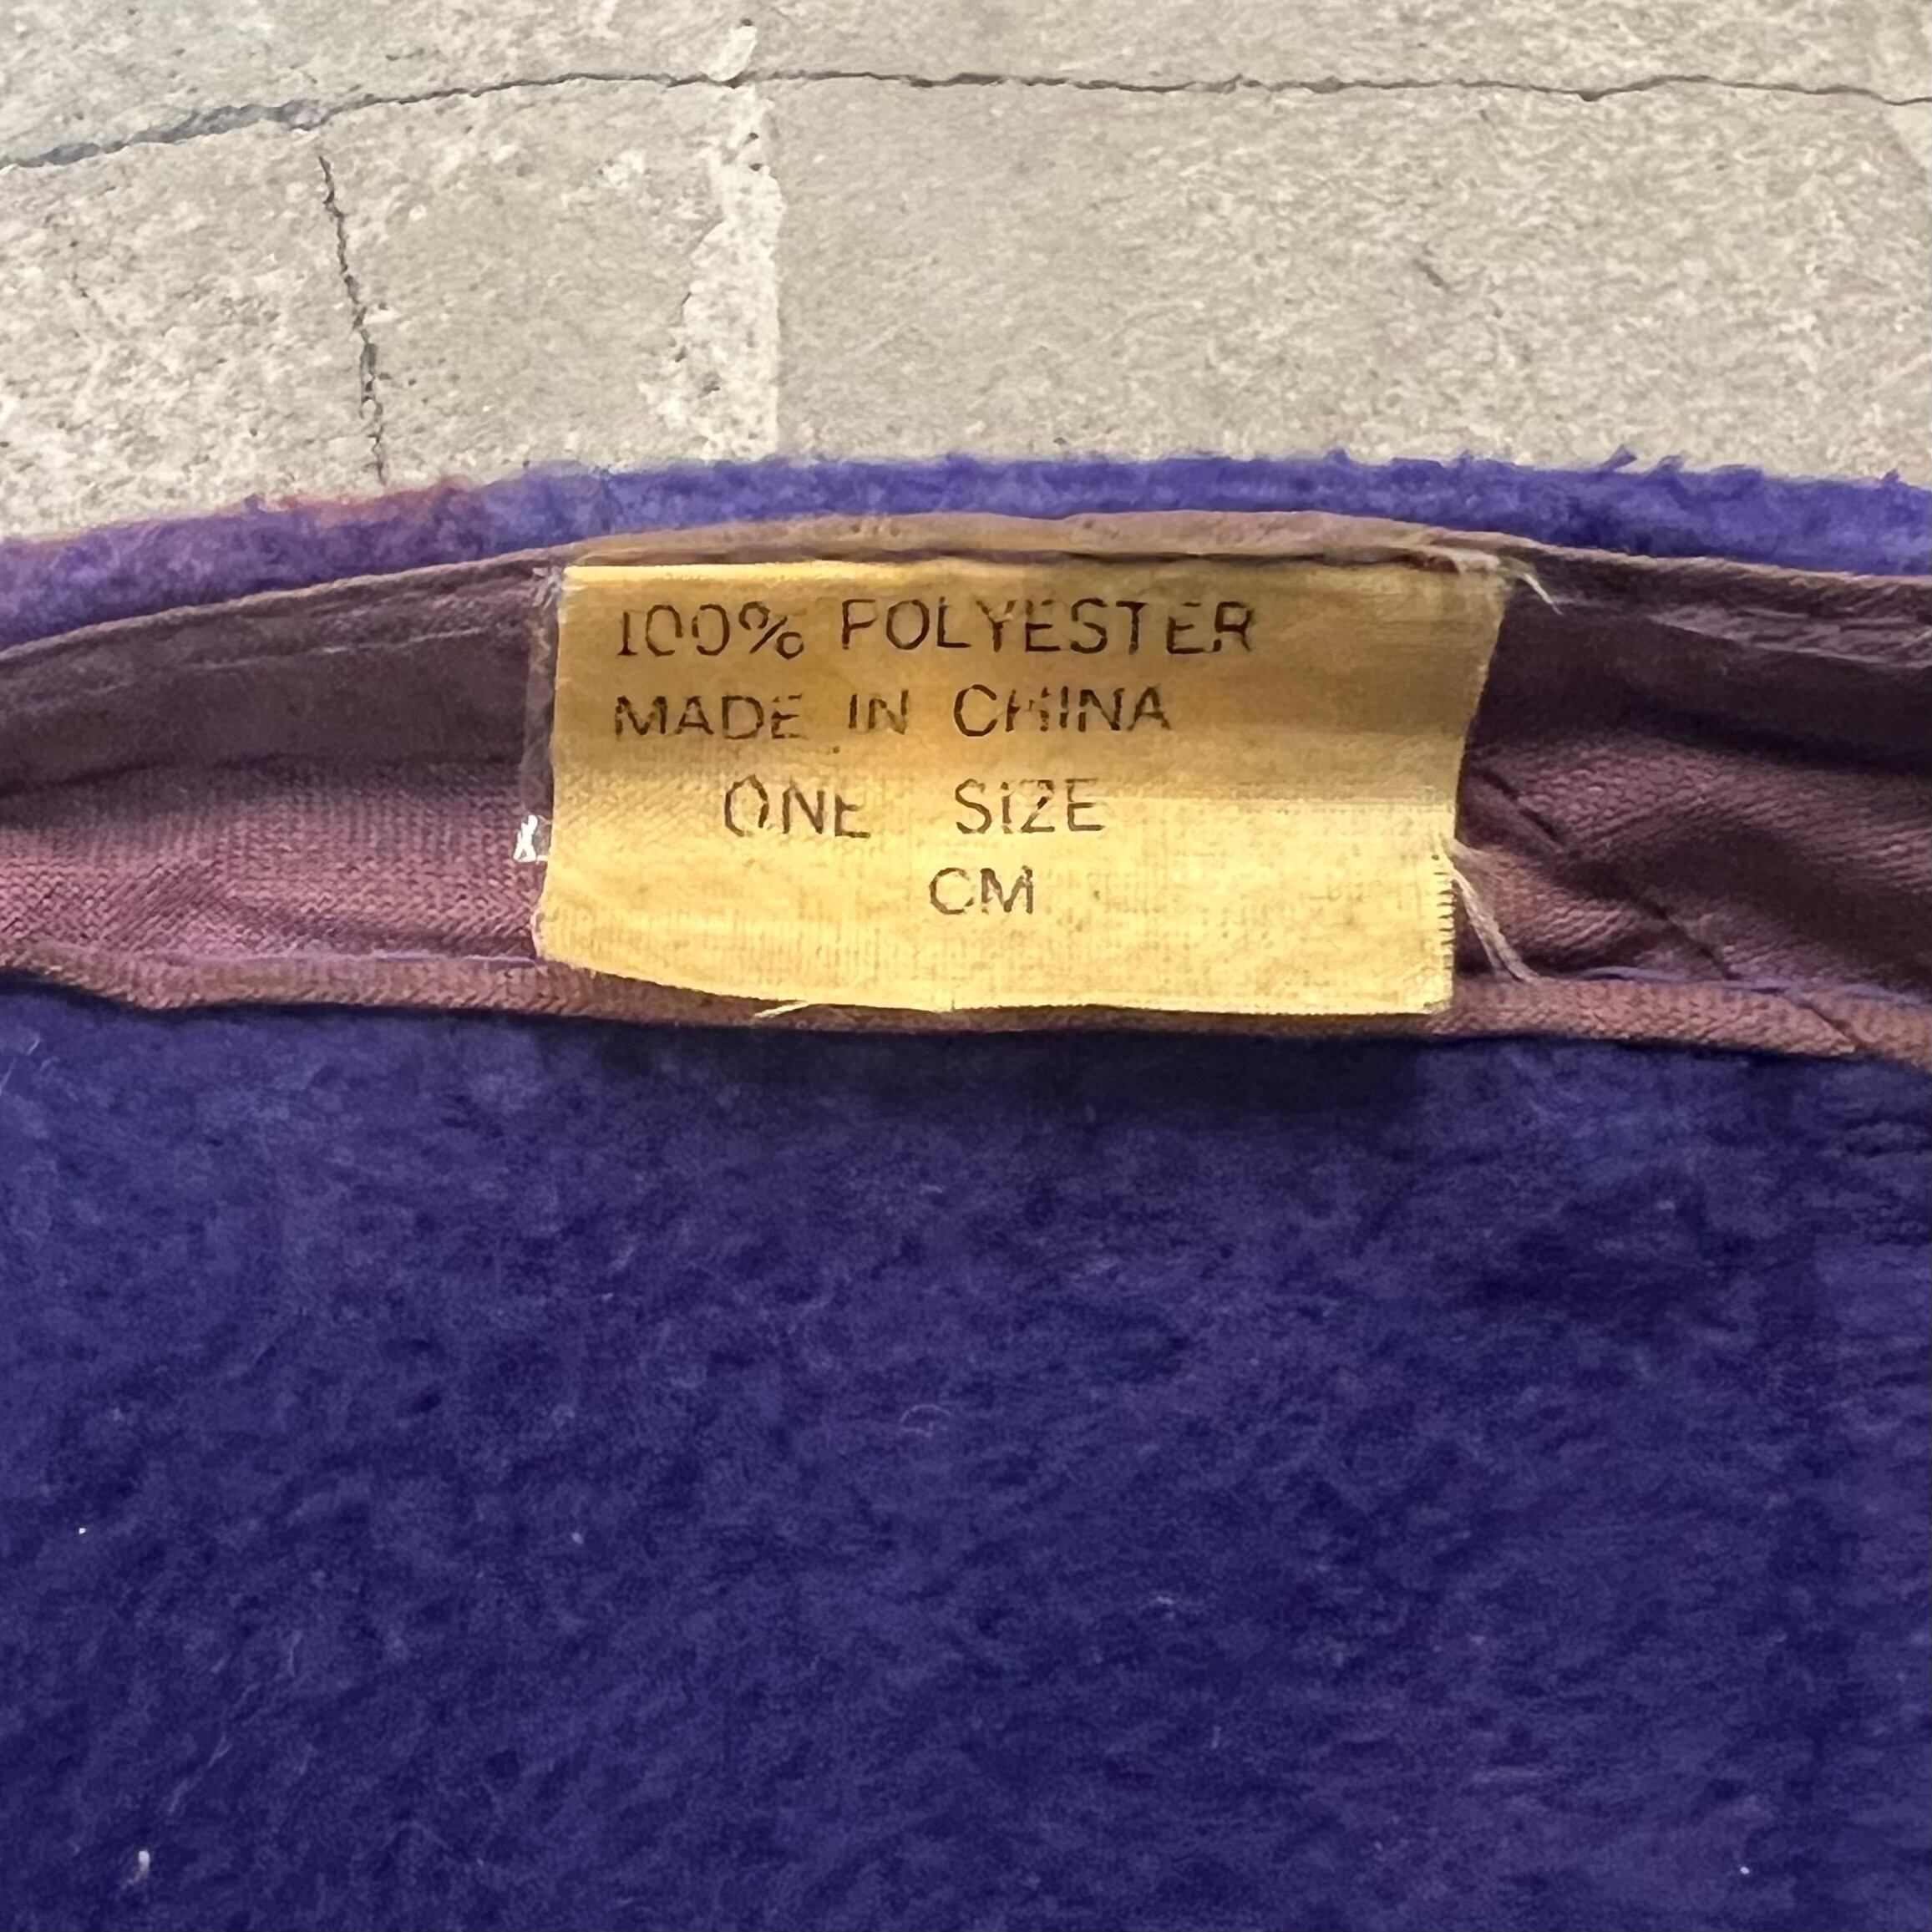 100% POLYESTER
MADE IN CHINA
ONE SIZE
CM